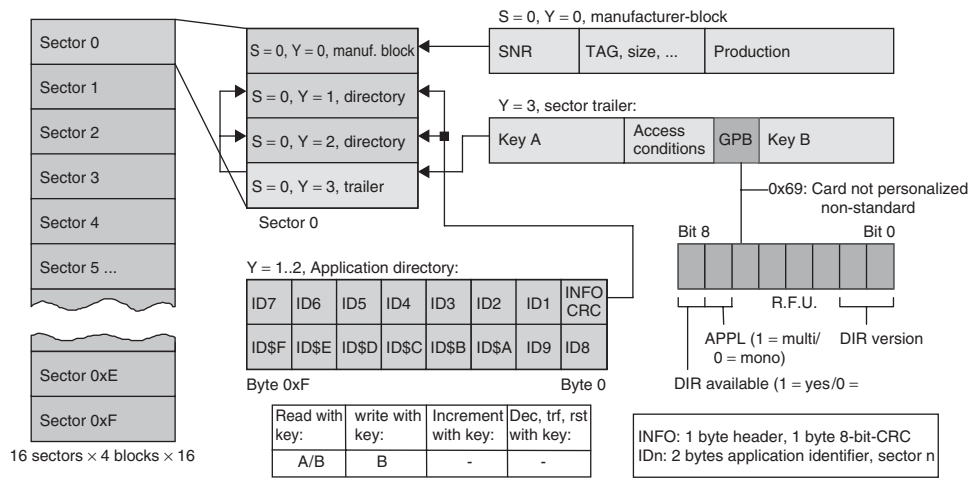 Sector 0
Sector 1
Sector 2
Sector 3
Sector 4
Sector 5 ...
Sector 0xE
Sector 0xF
16 sectors × 4 blocks × 16
S = 0, Y = 0, manuf. block
S = 0, Y = 1, directory
S = 0, Y = 2, directory
S = 0, Y = 3, trailer
Sector 0
S = 0, Y = 0, manufacturer-block
SNR TAG, size, ... Production
Y = 3, sector trailer:
Key A Access conditions GPB Key B
0x69: Card not personalized
non-standard
Bit 8 Bit 0
R.F.U.
APPL (1 = multi/
0 = mono)
DIR version
DIR available (1 = yes/0 =
Y = 1..2, Application directory:
ID7 ID6 ID5 ID4 ID3 ID2 ID1 INFO CRC
ID$F ID$E ID$D ID$C ID$B ID$A ID9 ID8
Byte 0xF Byte 0
Read with key: write with key: Increment with key: Dec, trf, rst with key:
A/B B - -
INFO: 1 byte header, 1 byte 8-bit-CRC
IDn: 2 bytes application identifier, sector n